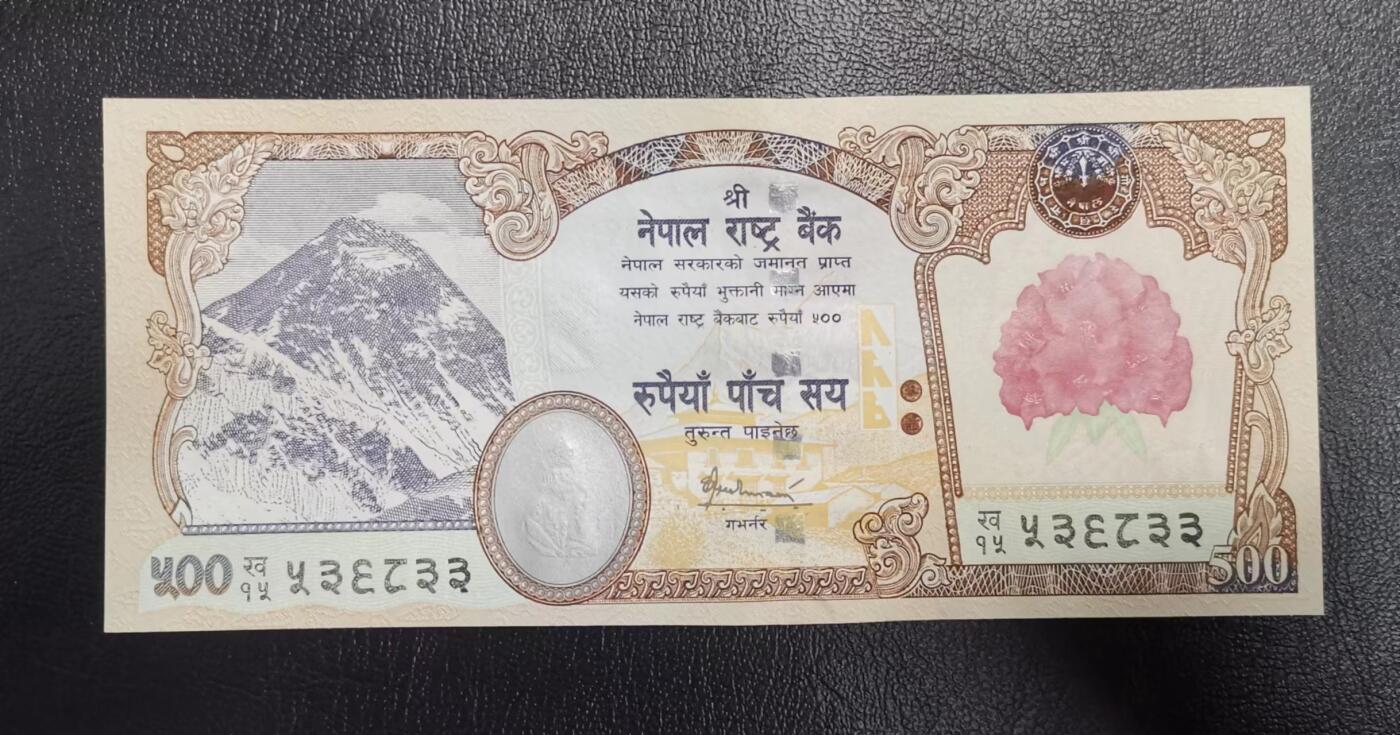 श्री
नेपाल राष्ट्र बैंक
नेपाल सरकारको जमानत प्राप्त
यसको रुपैयाँ भुक्तानी माग्न आएमा
नेपाल राष्ट्र बैंकबाट रुपैयाँ ५००
रुपैयाँ पाँच सय
तुरुन्त पाइनेछ
गभर्नर
ख
१५ ५३६८३३
५०० ख
१५ ५३६८३३
500